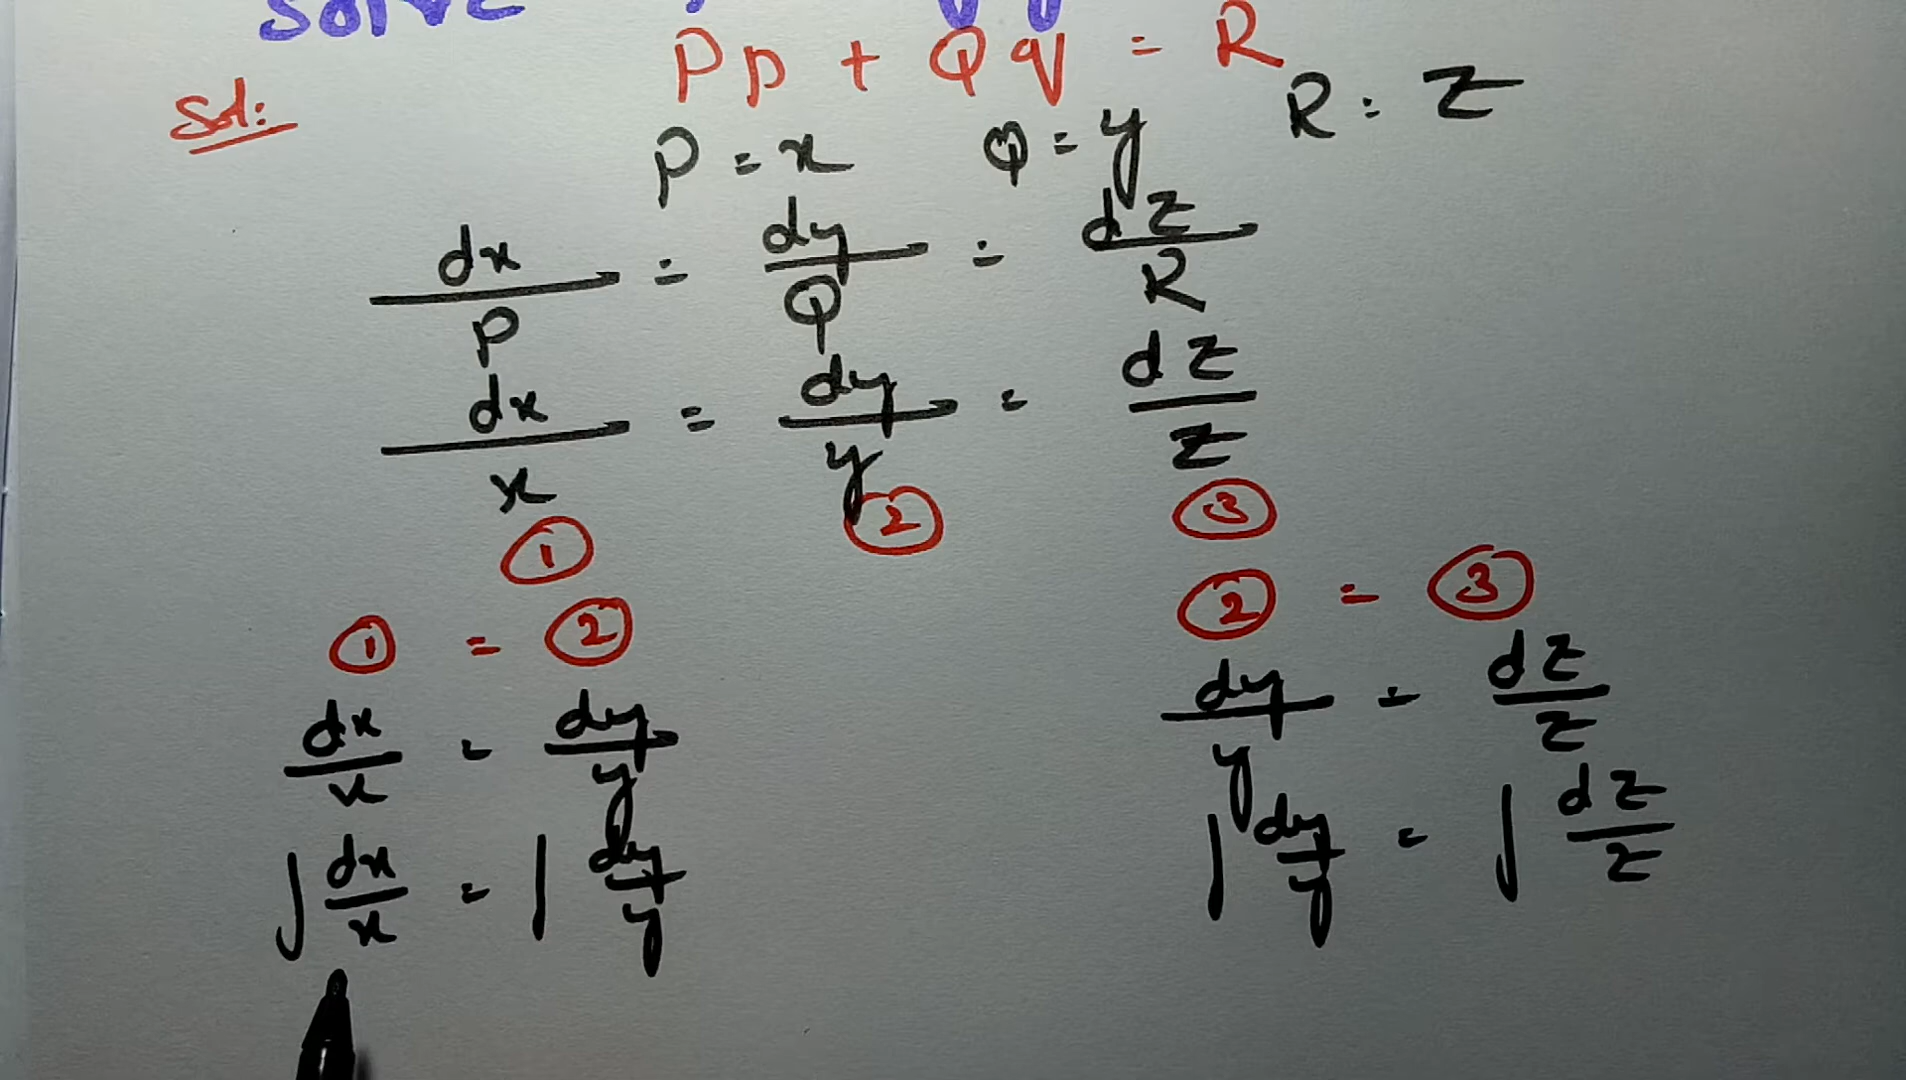 Solve
Pp + Qq = R
Sol:
P = x Q = y R = z
dx/P = dy/Q = dz/R
dx/x = dy/y = dz/z
① ② ③
① = ② ② = ③
dx/x = dy/y dy/y = dz/z
∫ dx/x = ∫ dy/y ∫ dy/y = ∫ dz/z